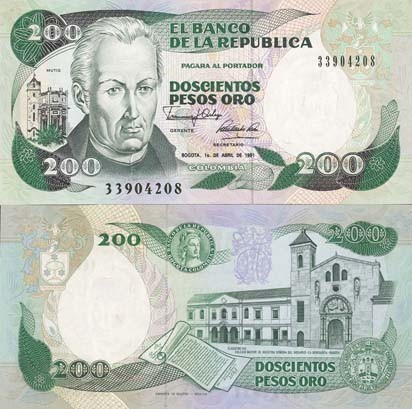 200
EL BANCO
DE LA REPUBLICA
PAGARA AL PORTADOR
33904208
MUTIS
DOSCIENTOS
PESOS ORO
GERENTE
SECRETARIO
BOGOTA, 1o. DE ABRIL DE 1991
200
COLOMBIA
200
33904208
200
200
200
DOSCIENTOS
PESOS ORO